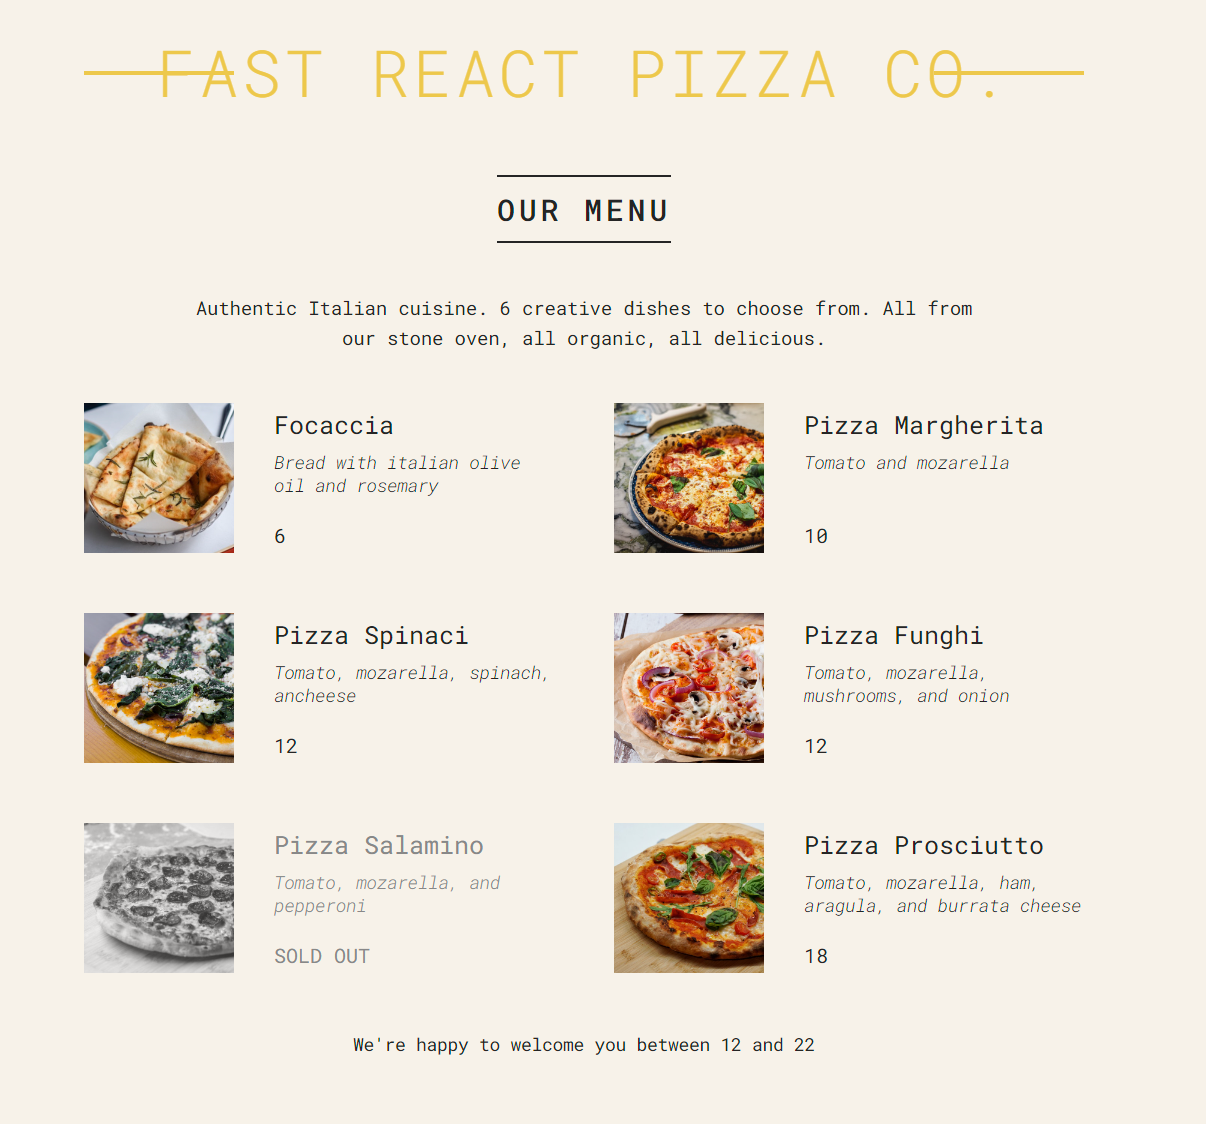 FAST REACT PIZZA CO.
OUR MENU
Authentic Italian cuisine. 6 creative dishes to choose from. All from
our stone oven, all organic, all delicious.
Focaccia
Bread with italian olive
oil and rosemary
6
Pizza Margherita
Tomato and mozarella
10
Pizza Spinaci
Tomato, mozarella, spinach,
ancheese
12
Pizza Funghi
Tomato, mozarella,
mushrooms, and onion
12
Pizza Salamino
Tomato, mozarella, and
pepperoni
SOLD OUT
Pizza Prosciutto
Tomato, mozarella, ham,
aragula, and burrata cheese
18
We're happy to welcome you between 12 and 22